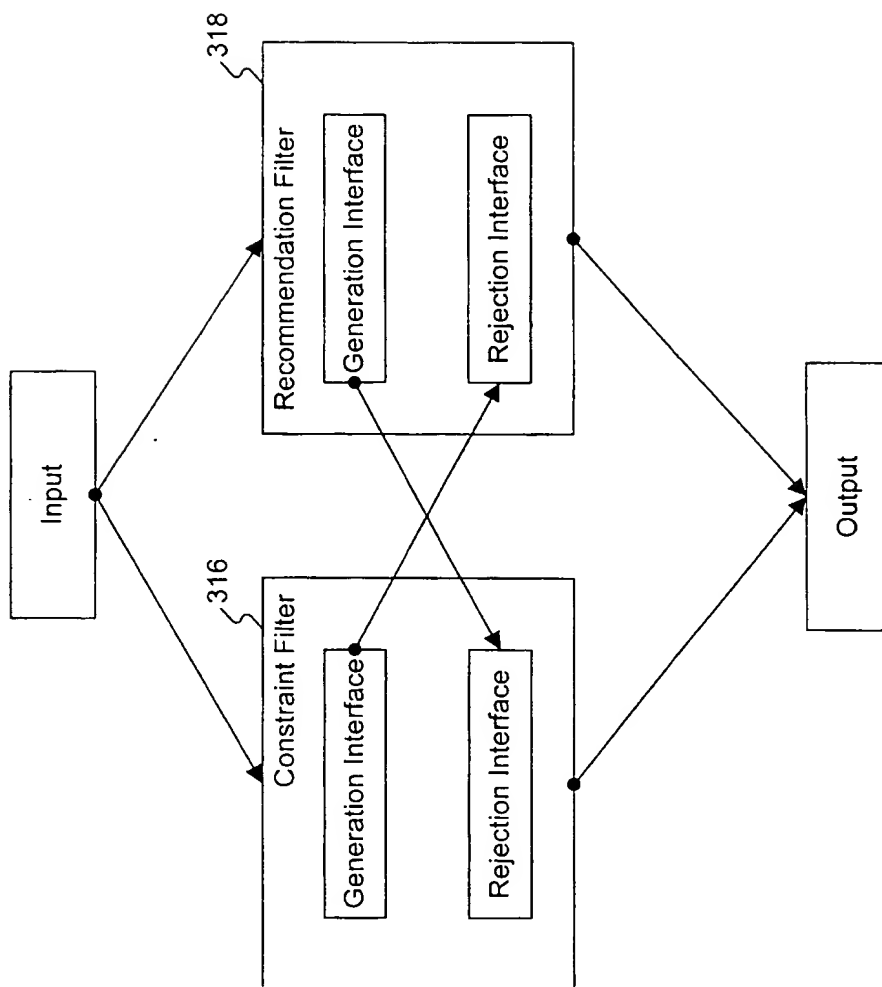 Input
316
Constraint Filter
Generation Interface
Rejection Interface
318
Recommendation Filter
Generation Interface
Rejection Interface
Output